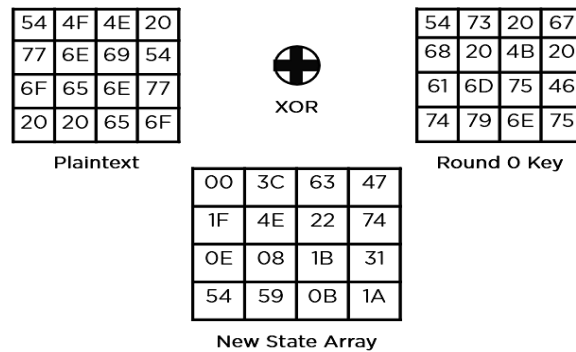 54 4F 4E 20
77 6E 69 54
6F 65 6E 77
20 20 65 6F
Plaintext
XOR
54 73 20 67
68 20 4B 20
61 6D 75 46
74 79 6E 75
Round 0 Key
00 3C 63 47
1F 4E 22 74
0E 08 1B 31
54 59 0B 1A
New State Array